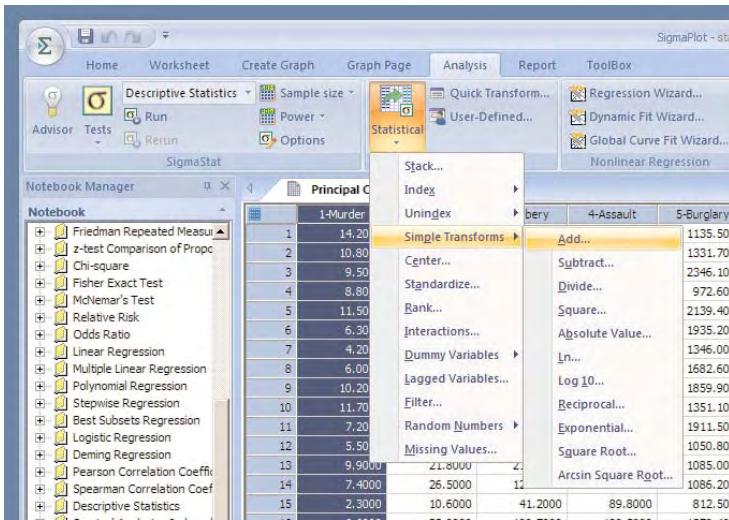 SigmaPlot - sta
Home Worksheet Create Graph Graph Page Analysis Report ToolBox
Advisor
Tests
Descriptive Statistics
Run
Rerun
Sample size
Power
Options
SigmaStat
Statistical
Quick Transform...
User-Defined...
Regression Wizard...
Dynamic Fit Wizard...
Global Curve Fit Wizard...
Nonlinear Regression
Notebook Manager
Notebook
Friedman Repeated Measu
z-test Comparison of Propo
Chi-square
Fisher Exact Test
McNemar's Test
Relative Risk
Odds Ratio
Linear Regression
Multiple Linear Regression
Polynomial Regression
Stepwise Regression
Best Subsets Regression
Logistic Regression
Deming Regression
Pearson Correlation Coeffic
Spearman Correlation Coef
Descriptive Statistics
Principal C
Stack...
Index
Unindex
Simple Transforms
Center...
Standardize...
Rank...
Interactions...
Dummy Variables
Lagged Variables...
Filter...
Random Numbers
Missing Values...
Add...
Subtract...
Divide...
Square...
Absolute Value...
Ln...
Log 10...
Reciprocal...
Exponential...
Square Root...
Arcsin Square Root...
1-Murder bery 4-Assault 5-Burglary
1 14.20 1135.50
2 10.80 1331.70
3 9.50 2346.10
4 8.80 972.60
5 11.50 2139.40
6 6.30 1935.20
7 4.20 1346.00
8 6.00 1682.60
9 10.20 1859.90
10 11.70 1351.10
11 7.20 1911.50
12 5.50 1050.80
13 9.9000 21.8000 2 1085.00
14 7.4000 26.5000 12 1086.20
15 2.3000 10.6000 41.2000 89.8000 812.50